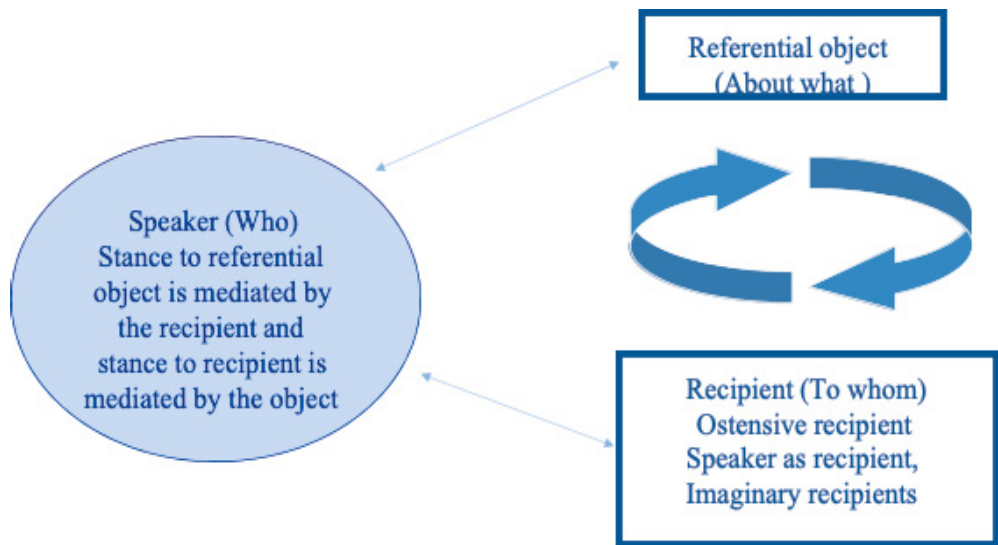 Referential object
(About what )
Speaker (Who)
Stance to referential
object is mediated by
the recipient and
stance to recipient is
mediated by the object
Recipient (To whom)
Ostensive recipient
Speaker as recipient,
Imaginary recipients